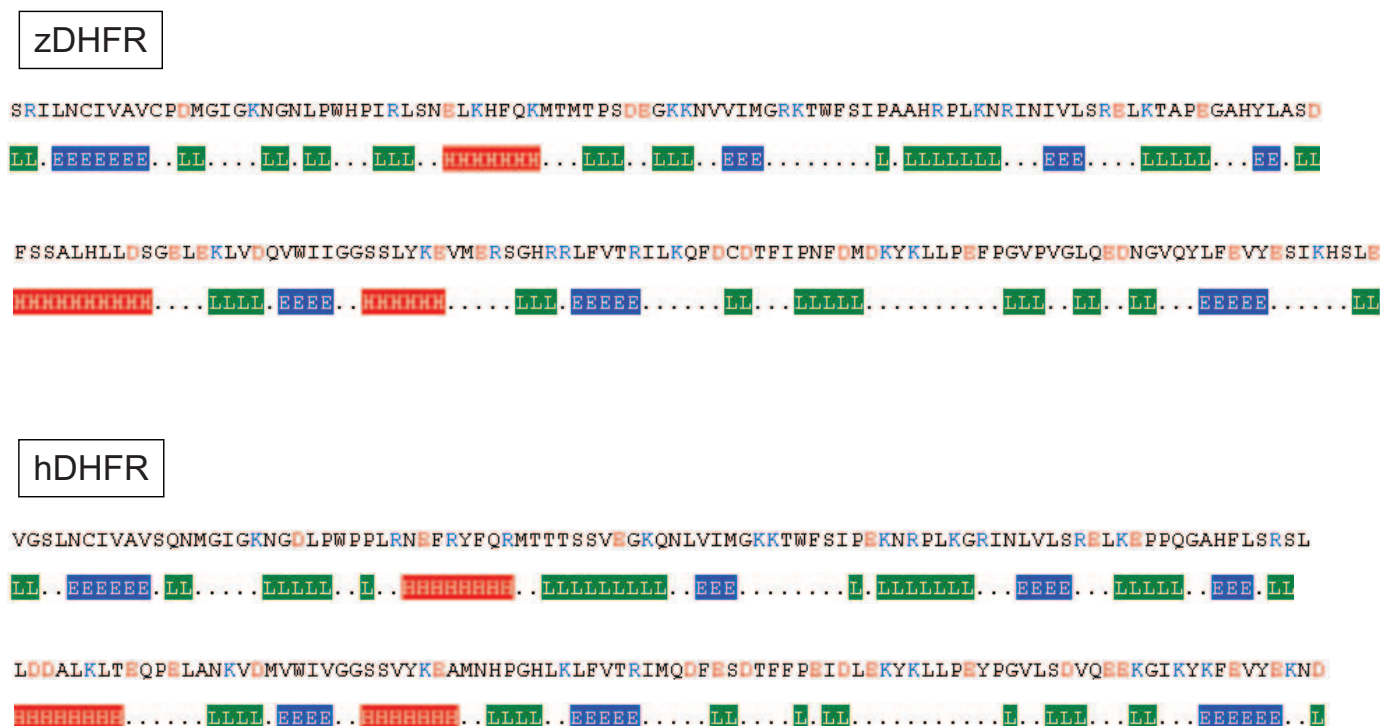 zDHFR
SRILNCIVAVCPDMGIGKNGNLPWHPIRLSNELKHFQKMTMTPSDEGKKNVVIMGRKTWFSIPAAHRPLKNRINIVLSRELKTAPEGAHYLASD
LL.EEEEEEE..LL....LL.LL...LLL..HHHHHHH...LLL..LLL..EEE........L.LLLLLLL...EEE....LLLLL...EE.LL
FSSALHLLDSGELEKLVDQVWIIGGSSLYKEVMERSGHRRLFVTRILKQFDCDTFIPNFDMDKYKLLPEFPGVPVGLQEDNGVQYLFEVYESIKHSLE
HHHHHHHHHH....LLLL.EEEE..HHHHHH.....LLL.EEEEE......LL...LLLLL..........LLL..LL..LL...EEEEE......LL
hDHFR
VGSLNCIVAVSQNMGIGKNGDLPWPPLRNEFRYFQRMTTTSSVEGKQNLVIMGKKTWFSIPEKNRPLKGRINLVLSRELKEPPQGAHFLSRSL
LL..EEEEEE.LL.....LLLLL..L..HHHHHHHH..LLLLLLLLL..EEE........L.LLLLLLL...EEEE...LLLLL..EEE.LL
LDDALKLTEQPELANKVDMVWIVGGSSVYKEAMNHPGHLKLFVTRIMQDFESDTFFPEIDLEKYKLLPEYPGVLSDVQEEKGIKYKFEVYEKND
HHHHHHHH......LLLL.EEEE..HHHHHHH..LLLL..EEEEE.....LL....L.LL...........L..LLL...LL...EEEEEE..L